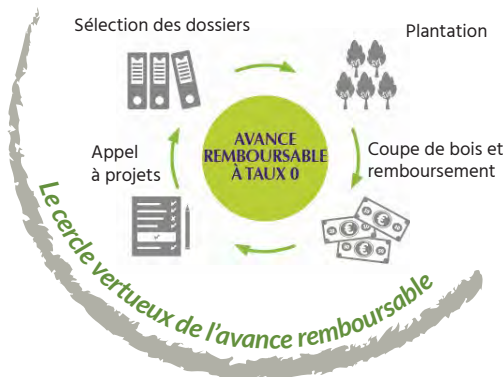 Sélection des dossiers
Plantation
AVANCE
REMBOURSABLE
À TAUX 0
Appel
à projets
Coupe de bois et
remboursement
Le cercle vertueux de l'avance remboursable